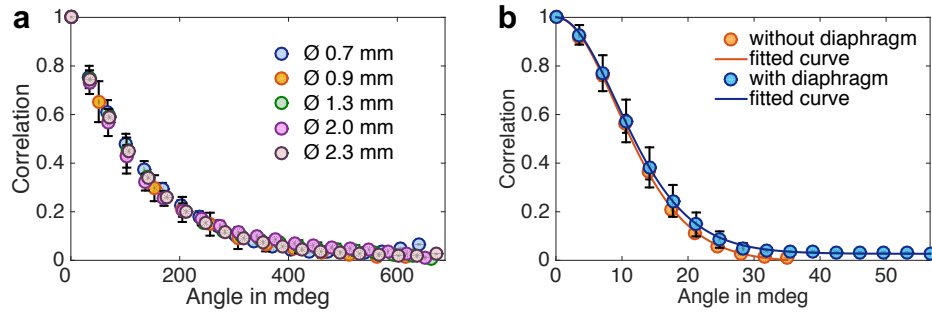 a
1
0.8
0.6
0.4
0.2
0
Correlation
0
200
400
600
Angle in mdeg
Ø 0.7 mm
Ø 0.9 mm
Ø 1.3 mm
Ø 2.0 mm
Ø 2.3 mm
b
1
0.8
0.6
0.4
0.2
0
Correlation
0
10
20
30
40
50
Angle in mdeg
without diaphragm
fitted curve
with diaphragm
fitted curve